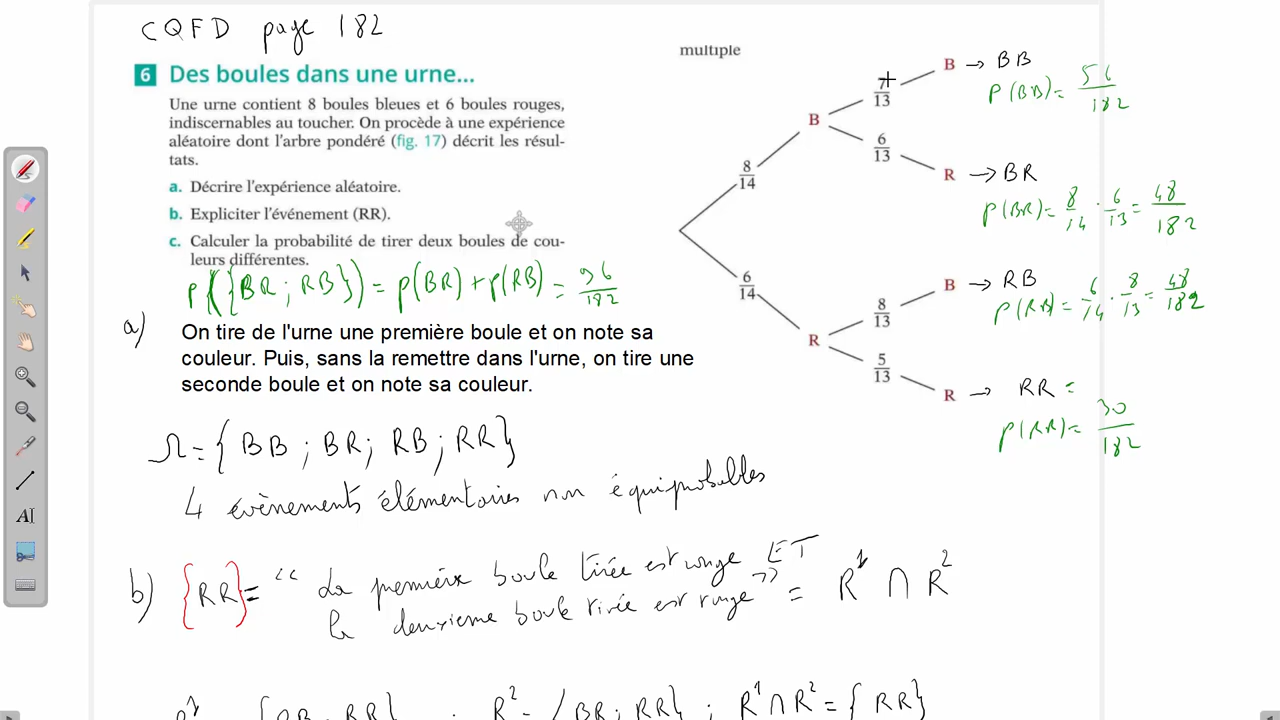 CQFD page 182
6 Des boules dans une urne...
Une urne contient 8 boules bleues et 6 boules rouges,
indiscernables au toucher. On procède à une expérience
aléatoire dont l'arbre pondéré (fig. 17) décrit les résul-
tats.
a. Décrire l'expérience aléatoire.
b. Expliciter l'événement (RR).
c. Calculer la probabilité de tirer deux boules de cou-
leurs différentes.
P({BR ; RB}) = p(BR) + p(RB) = 96/182
a)
On tire de l'urne une première boule et on note sa
couleur. Puis, sans la remettre dans l'urne, on tire une
seconde boule et on note sa couleur.
Ω = {BB ; BR ; RB ; RR}
4 évènements élémentaires non équiprobables
b) {RR} = “ La première boule tirée est rouge ET
la deuxième boule tirée est rouge ” = R¹ ∩ R²
R² = {BR ; RR} ; R¹ ∩ R² = {RR}
multiple
8/14 B
7/13 B → BB
P(BB) = 56/182
6/13 R → BR
p(BR) = 8/14 · 6/13 = 48/182
6/14 R
8/13 B → RB
p(RB) = 6/14 · 8/13 = 48/182
5/13 R → RR =
p(RR) = 30/182
AI